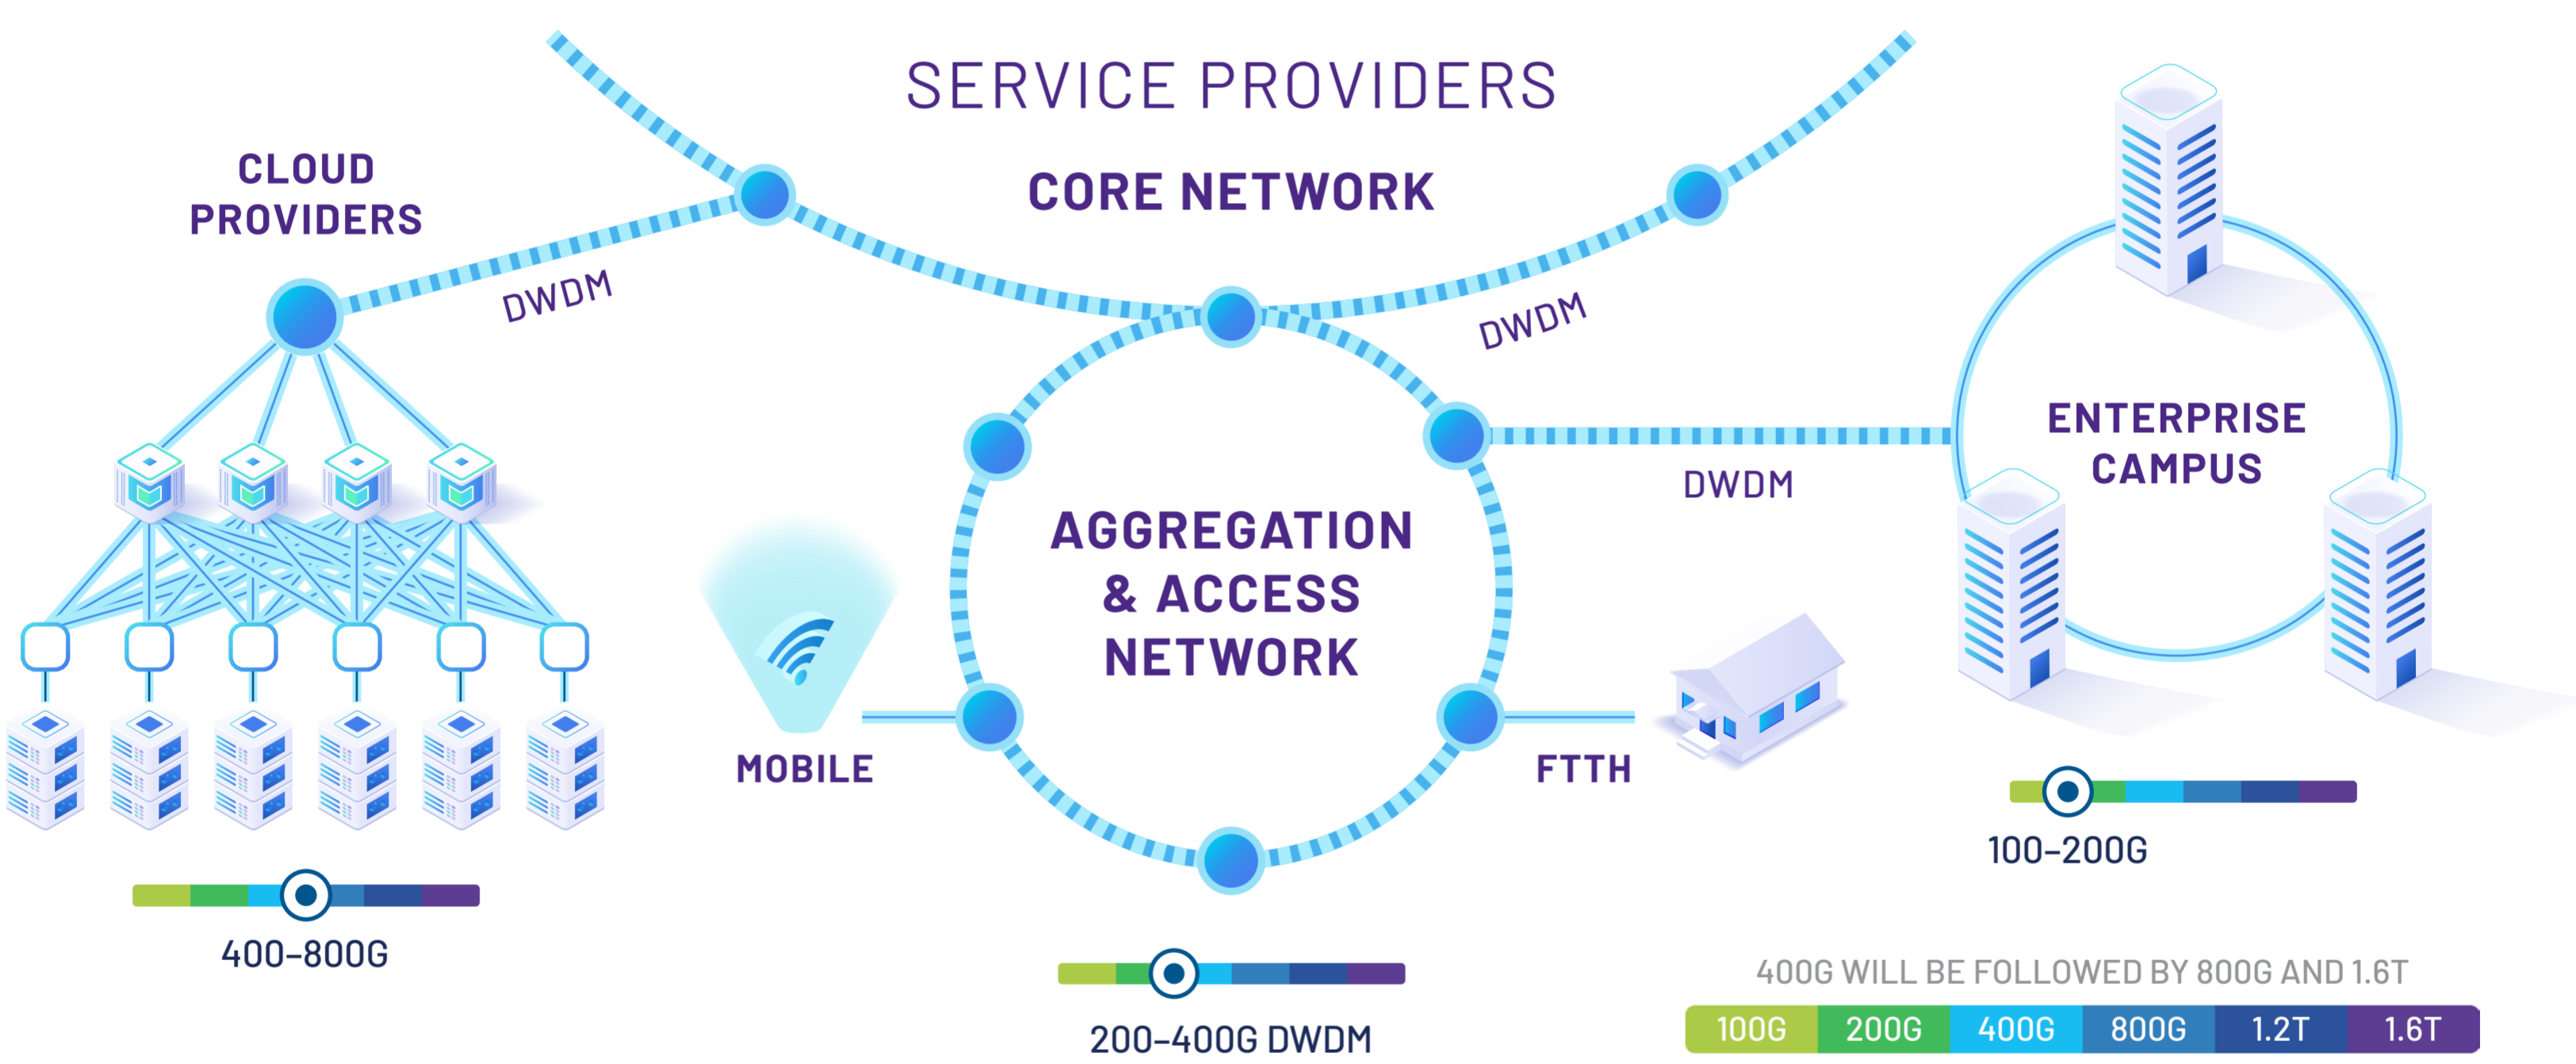 SERVICE PROVIDERS
CORE NETWORK
CLOUD
PROVIDERS
DWDM
DWDM
ENTERPRISE
CAMPUS
DWDM
AGGREGATION
& ACCESS
NETWORK
MOBILE
FTTH
100–200G
400–800G
200–400G DWDM
400G WILL BE FOLLOWED BY 800G AND 1.6T
100G 200G 400G 800G 1.2T 1.6T